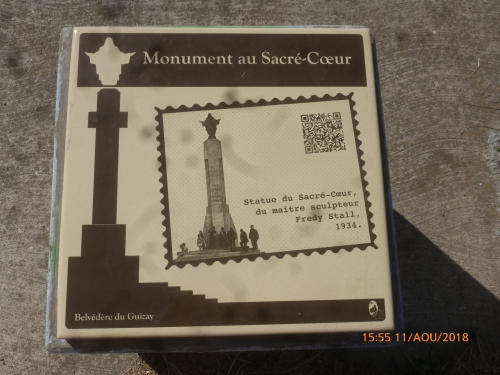 Monument au Sacré-Cœur
Statue du Sacré-Cœur,
du maître sculpteur
Fredy Stall,
1934.
Belvédère du Guizay
15:55 11/AOU/2018